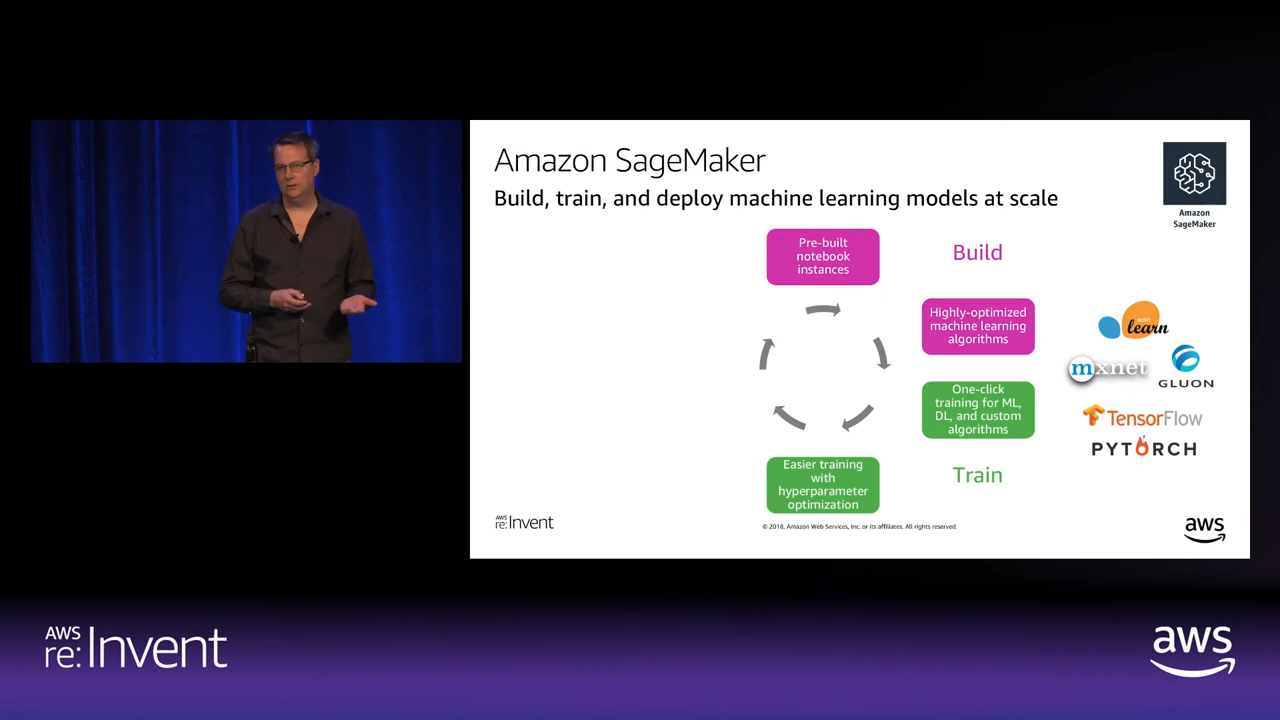 Amazon SageMaker
Build, train, and deploy machine learning models at scale
Amazon
SageMaker
Pre-built
notebook
instances
Build
Highly-optimized
machine learning
algorithms
scikit
learn
mxnet
GLUON
One-click
training for ML,
DL, and custom
algorithms
TensorFlow
PYTORCH
Easier training
with
hyperparameter
optimization
Train
AWS
re:Invent
© 2018, Amazon Web Services, Inc. or its affiliates. All rights reserved.
aws
AWS
re:Invent
aws